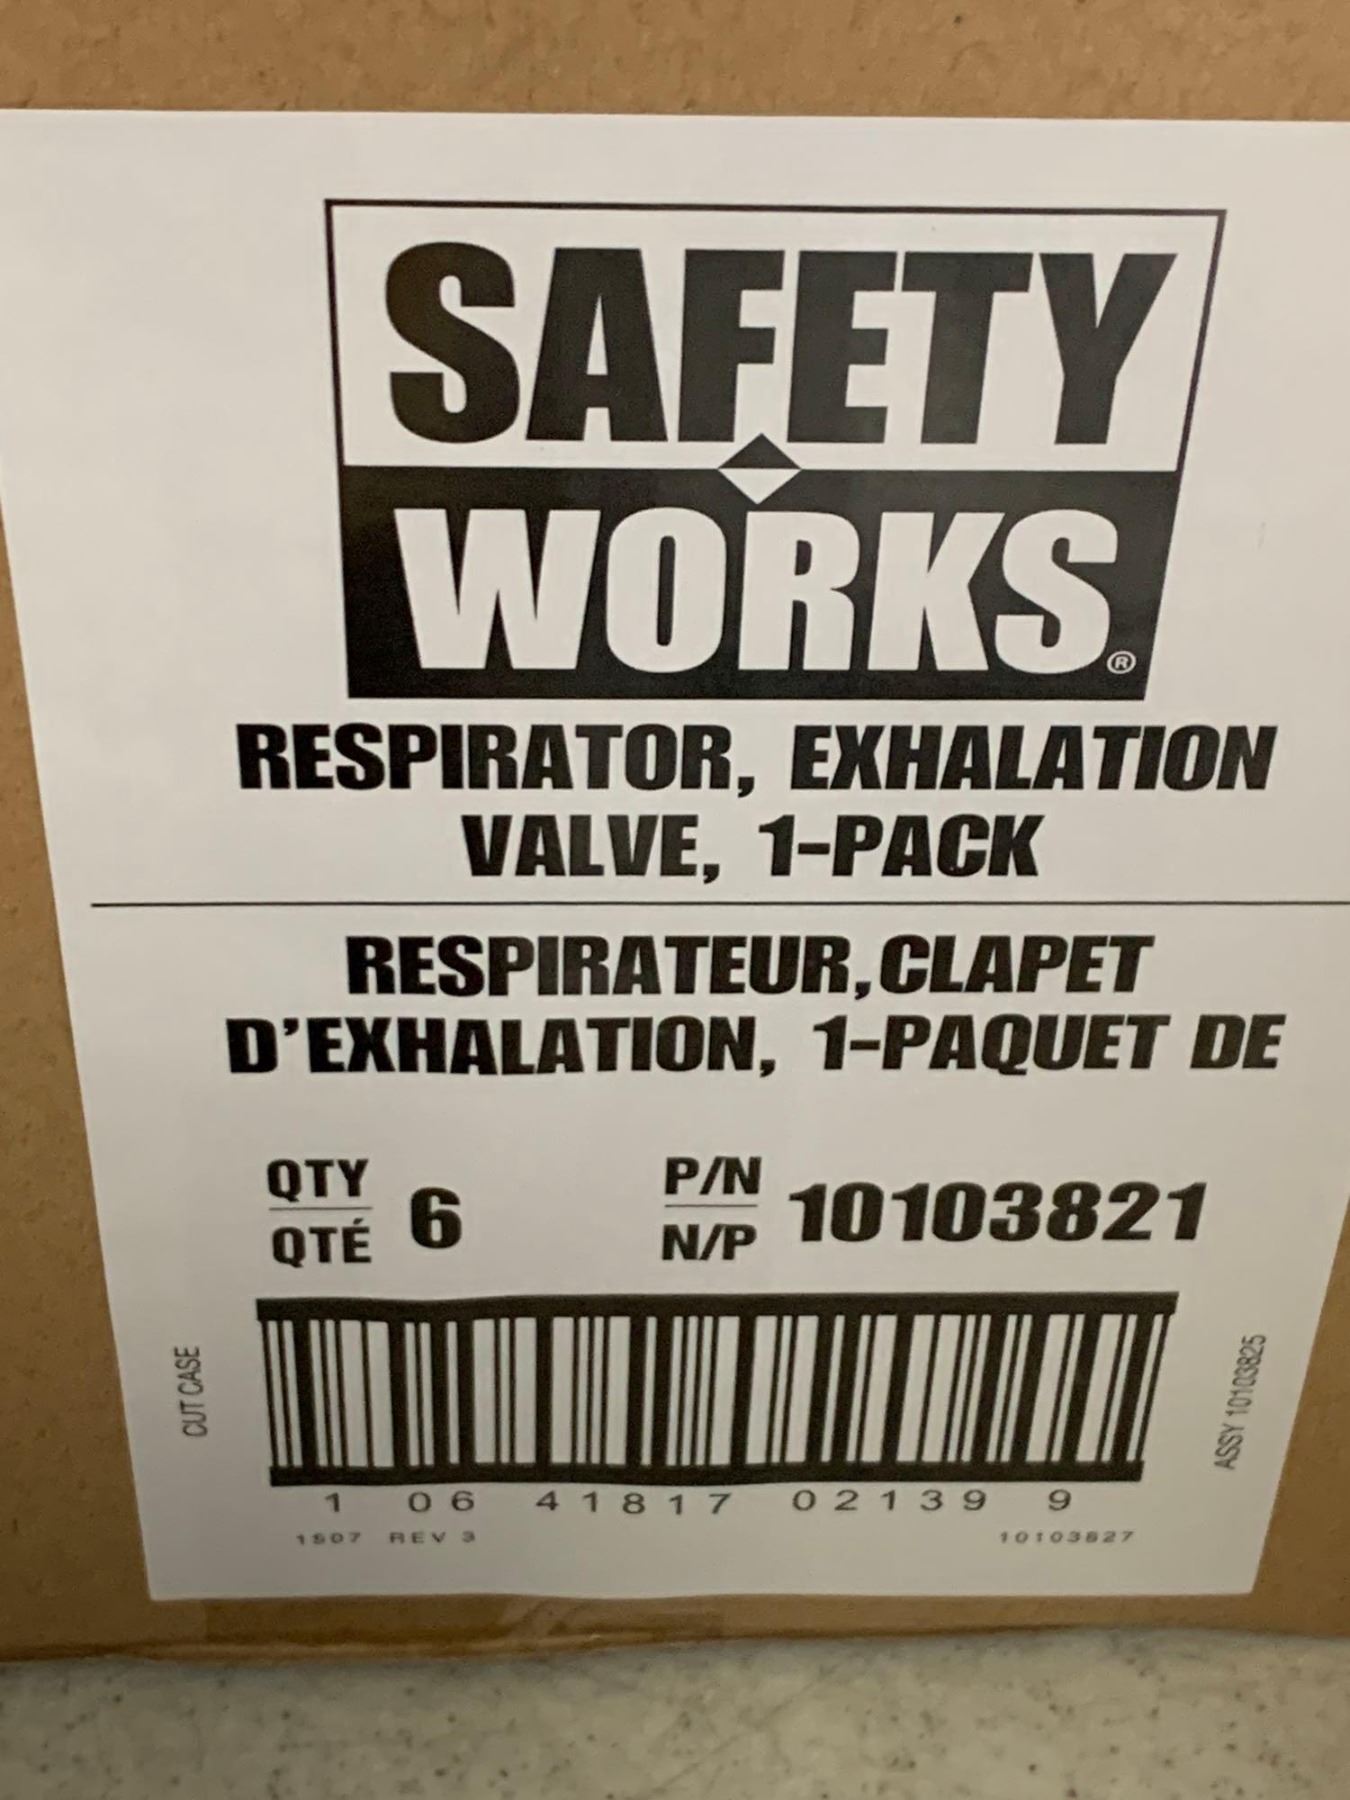 SAFETY
WORKS®
RESPIRATOR, EXHALATION
VALVE, 1-PACK
RESPIRATEUR,CLAPET
D'EXHALATION, 1-PAQUET DE
QTY
QTÉ
6
P/N
N/P
10103821
CUT CASE
ASSY 10103825
1 06 41817 02139 9
1507 REV 3
10103827